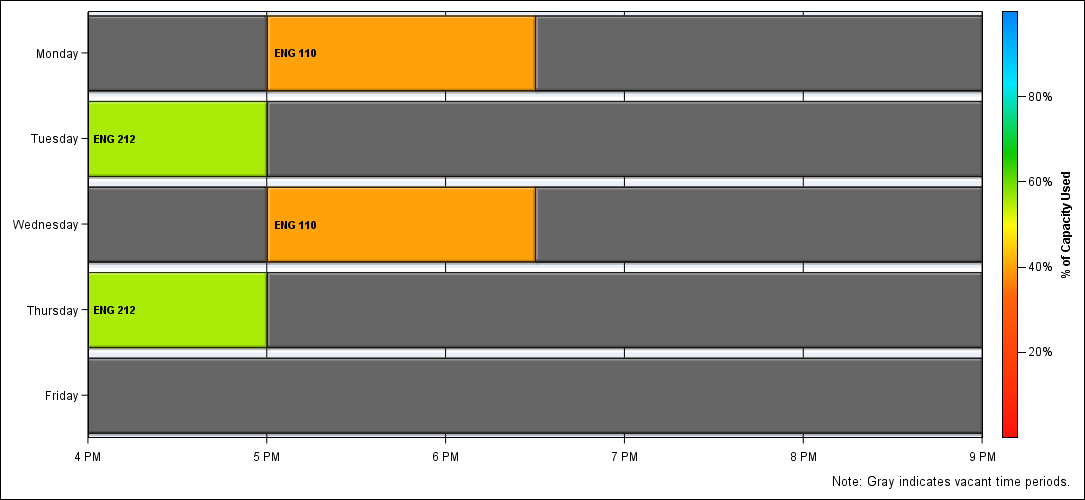 Monday
ENG 110
Tuesday
ENG 212
Wednesday
ENG 110
Thursday
ENG 212
Friday
4 PM 5 PM 6 PM 7 PM 8 PM 9 PM
80%
60%
40%
20%
% of Capacity Used
Note: Gray indicates vacant time periods.